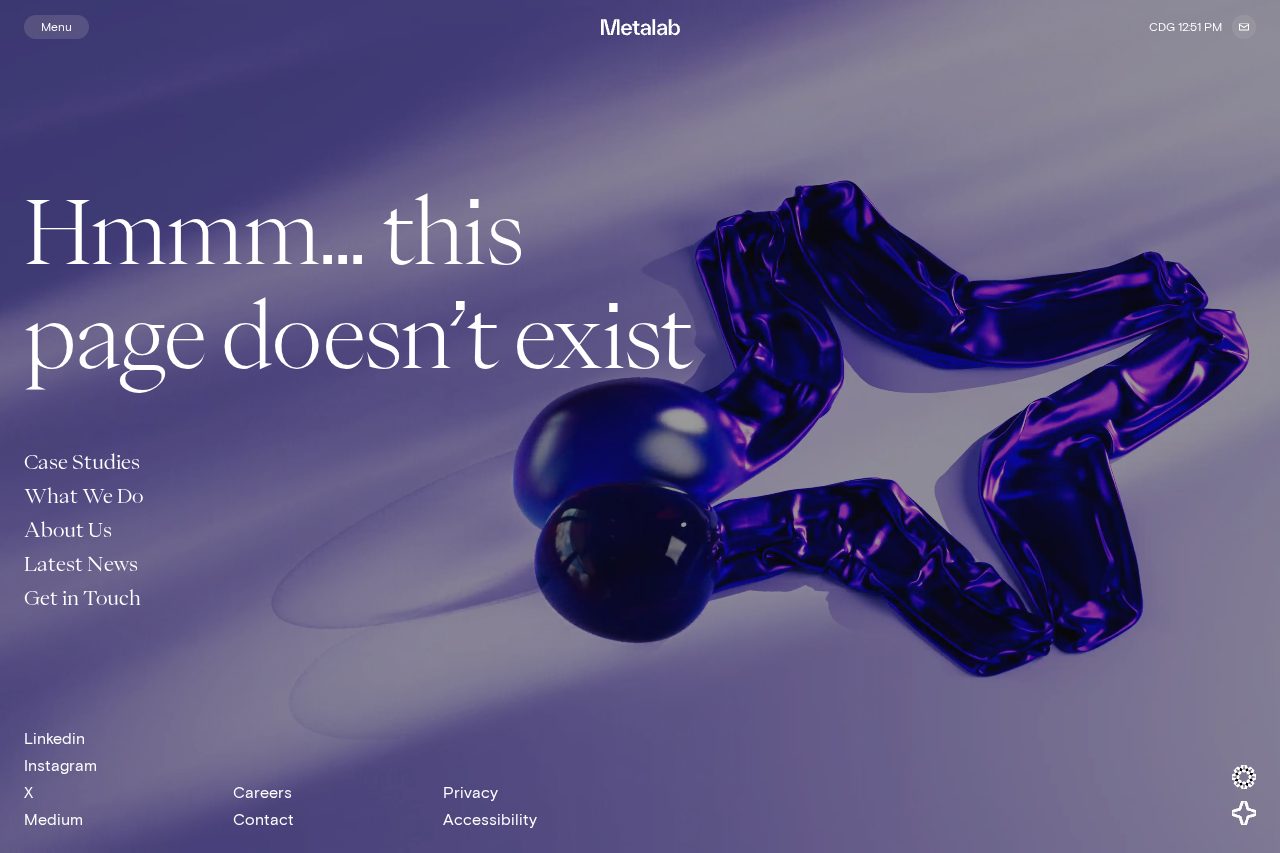 Menu
Metalab
CDG 12:51 PM
Hmmm... this
page doesn’t exist
Case Studies
What We Do
About Us
Latest News
Get in Touch
Linkedin
Instagram
X
Medium
Careers
Contact
Privacy
Accessibility